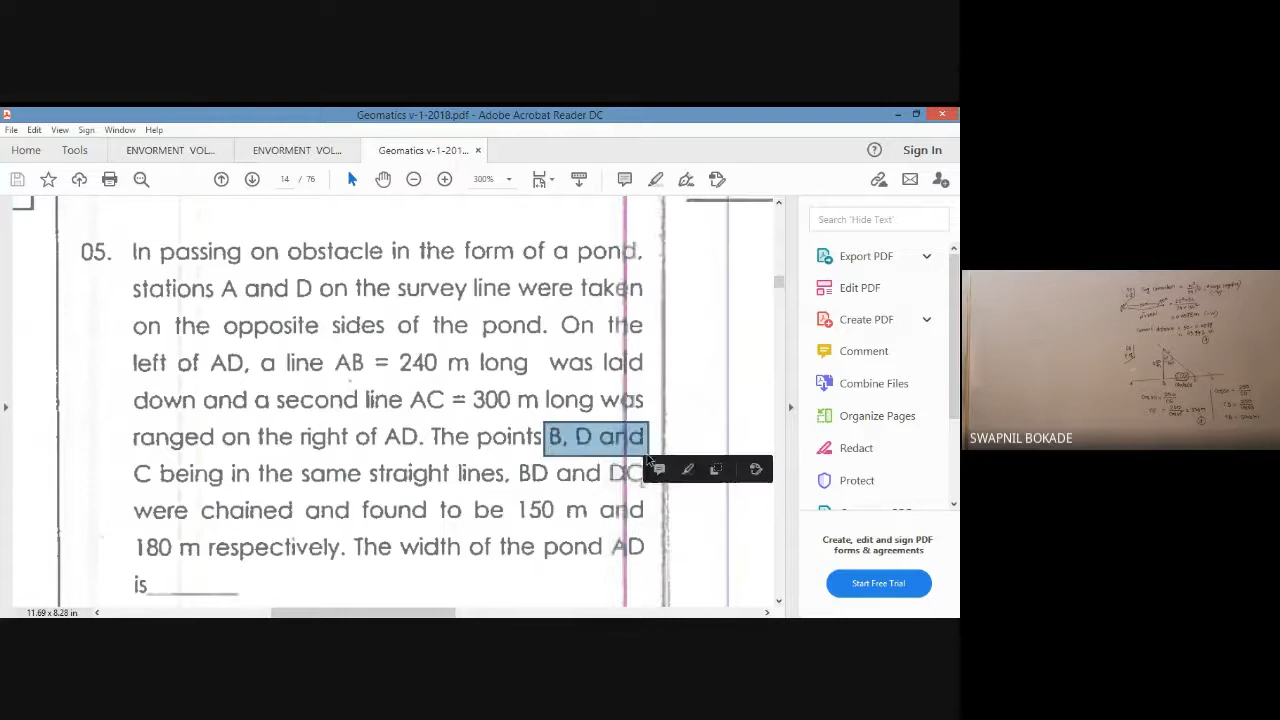 Geomatics v-1-2018.pdf - Adobe Acrobat Reader DC
File Edit View Sign Window Help
Home Tools ENVORMENT VOL... ENVORMENT VOL... Geomatics v-1-201... × Sign In
14 / 76 300%
Search 'Hide Text'
05. In passing on obstacle in the form of a pond,
stations A and D on the survey line were taken
on the opposite sides of the pond. On the
left of AD, a line AB = 240 m long was laid
down and a second line AC = 300 m long was
ranged on the right of AD. The points B, D and
C being in the same straight lines, BD and DC
were chained and found to be 150 m and
180 m respectively. The width of the pond AD
is________
11.69 x 8.28 in
Export PDF
Edit PDF
Create PDF
Comment
Combine Files
Organize Pages
Redact
Protect
Create, edit and sign PDF
forms & agreements
Start Free Trial
SWAPNIL BOKADE